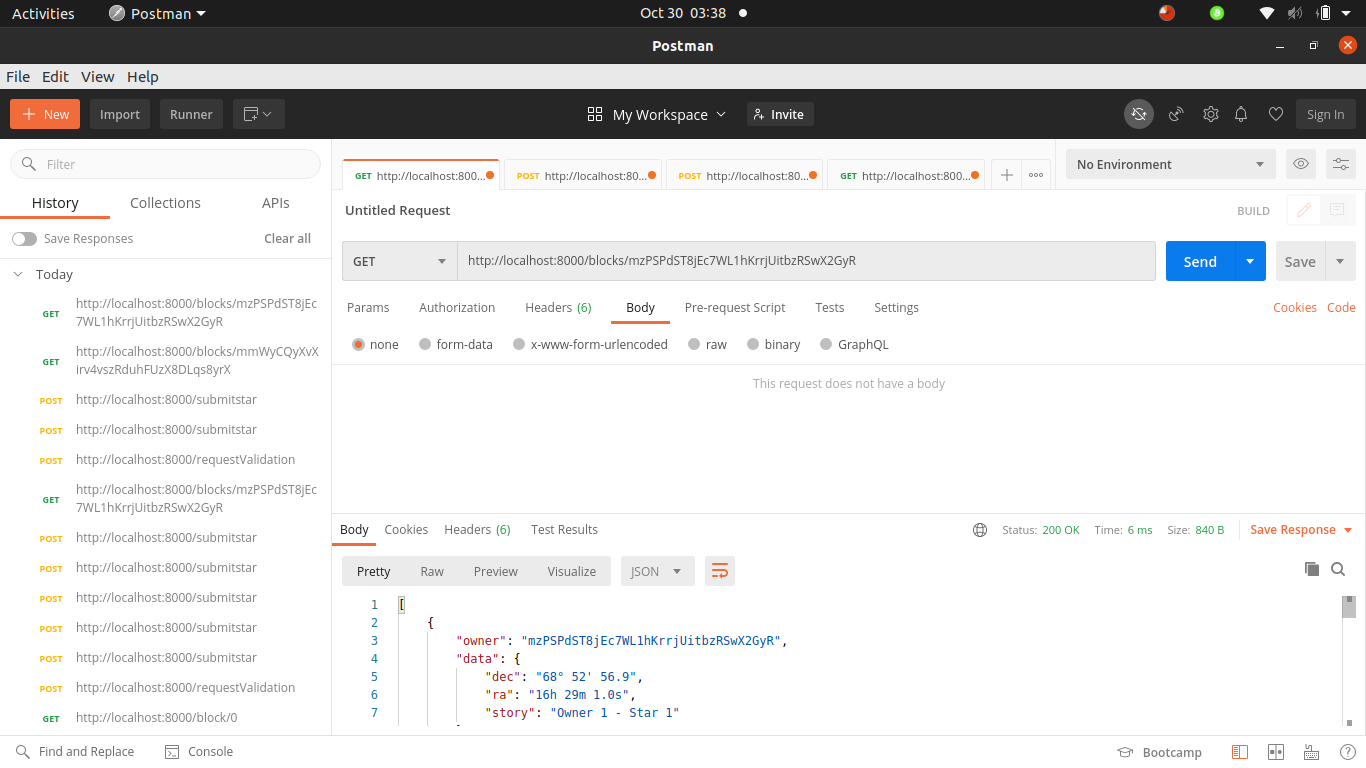 Activities Postman Oct 30 03:38
Postman
File Edit View Help
New Import Runner My Workspace Invite Sign In
Filter
History Collections APIs
Save Responses Clear all
Today
GET http://localhost:8000/blocks/mzPSPdST8jEc
7WL1hKrrjUitbzRSwX2GyR
GET http://localhost:8000/blocks/mmWyCQyXvX
irv4vszRduhFUzX8DLqs8yrX
POST http://localhost:8000/submitstar
POST http://localhost:8000/submitstar
POST http://localhost:8000/requestValidation
GET http://localhost:8000/blocks/mzPSPdST8jEc
7WL1hKrrjUitbzRSwX2GyR
POST http://localhost:8000/submitstar
POST http://localhost:8000/submitstar
POST http://localhost:8000/submitstar
POST http://localhost:8000/submitstar
POST http://localhost:8000/submitstar
POST http://localhost:8000/requestValidation
GET http://localhost:8000/block/0
GET http://localhost:800... POST http://localhost:80... POST http://localhost:80... GET http://localhost:800... No Environment
Untitled Request BUILD
GET http://localhost:8000/blocks/mzPSPdST8jEc7WL1hKrrjUitbzRSwX2GyR Send Save
Params Authorization Headers (6) Body Pre-request Script Tests Settings Cookies Code
none form-data x-www-form-urlencoded raw binary GraphQL
This request does not have a body
Body Cookies Headers (6) Test Results Status: 200 OK Time: 6 ms Size: 840 B Save Response
Pretty Raw Preview Visualize JSON
1 [
2 {
3 "owner": "mzPSPdST8jEc7WL1hKrrjUitbzRSwX2GyR",
4 "data": {
5 "dec": "68° 52' 56.9",
6 "ra": "16h 29m 1.0s",
7 "story": "Owner 1 - Star 1"
Find and Replace Console Bootcamp